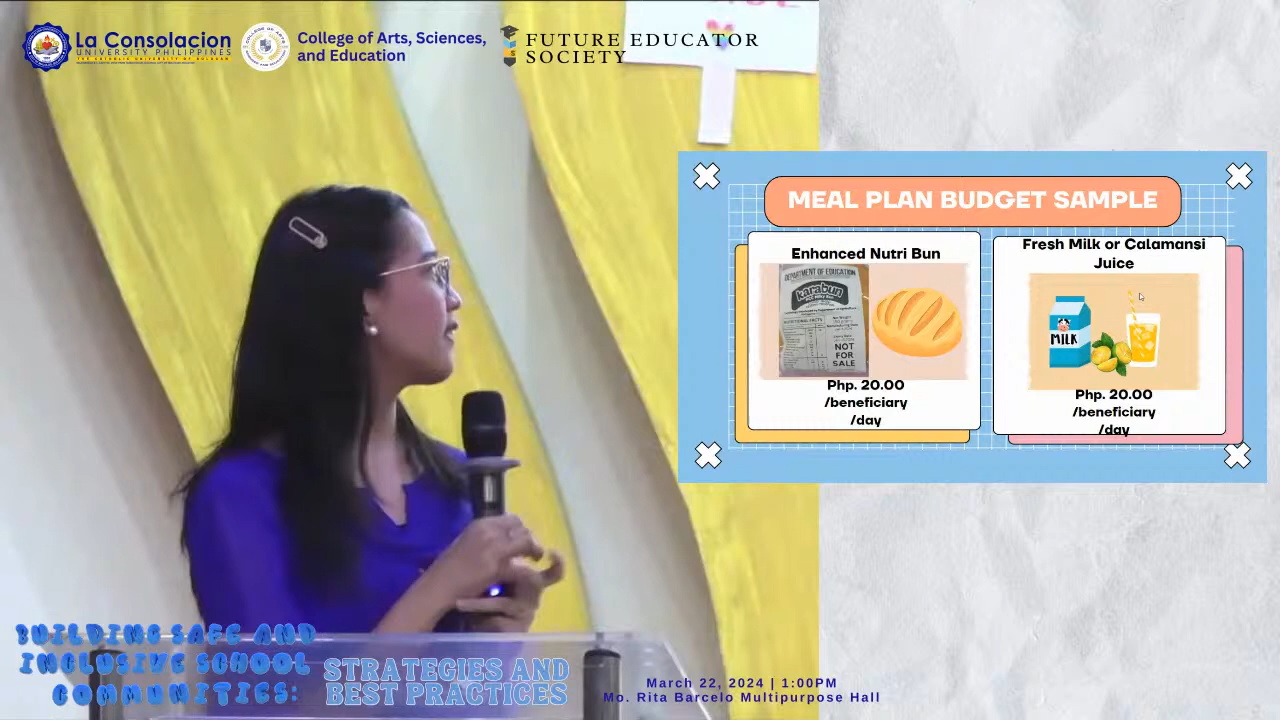 La Consolacion
UNIVERSITY PHILIPPINES
College of Arts, Sciences,
and Education
FUTURE EDUCATOR
SOCIETY
MEAL PLAN BUDGET SAMPLE
Enhanced Nutri Bun
DEPARTMENT OF EDUCATION
karabun
NUTRITIONAL FACTS
NOT
FOR
SALE
Php. 20.00
/beneficiary
/day
Fresh Milk or Calamansi
Juice
MILK
Php. 20.00
/beneficiary
/day
BUILDING SAFE AND
INCLUSIVE SCHOOL
COMMUNITIES:
STRATEGIES AND
BEST PRACTICES
March 22, 2024 | 1:00PM
Mo. Rita Barcelo Multipurpose Hall